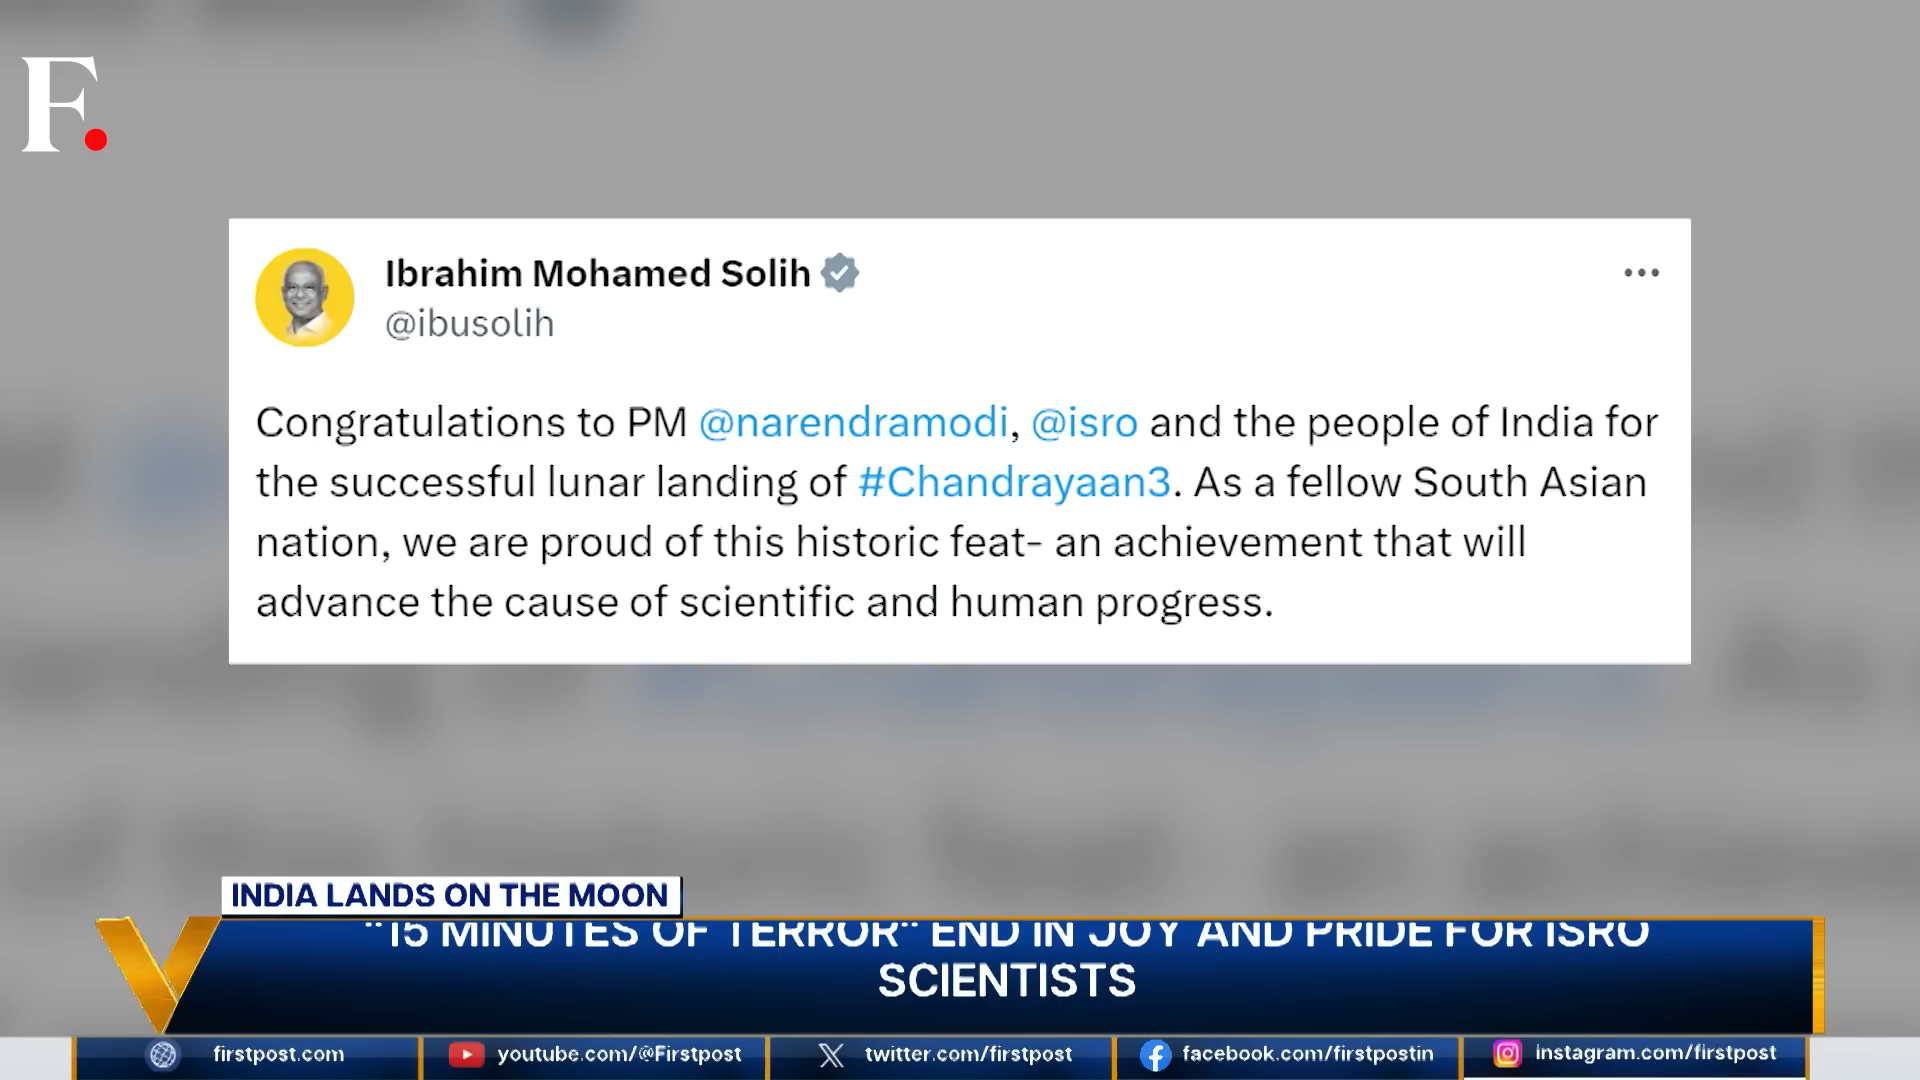 F.
Ibrahim Mohamed Solih
@ibusolih
Congratulations to PM @narendramodi, @isro and the people of India for
the successful lunar landing of #Chandrayaan3. As a fellow South Asian
nation, we are proud of this historic feat- an achievement that will
advance the cause of scientific and human progress.
INDIA LANDS ON THE MOON
"15 MINUTES OF TERROR" END IN JOY AND PRIDE FOR ISRO
SCIENTISTS
firstpost.com
youtube.com/@Firstpost
twitter.com/firstpost
facebook.com/firstpostin
instagram.com/firstpost